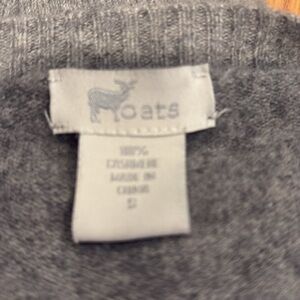 oats
100%
CASHMERE
MADE IN
CHINA
S